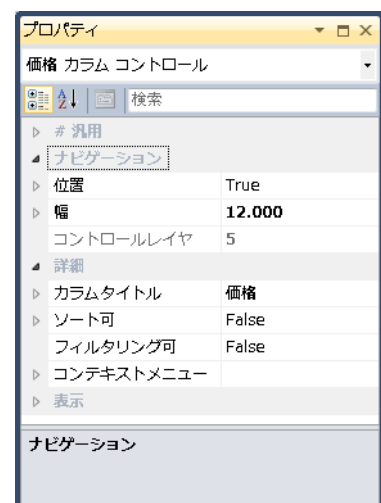 プロパティ
価格 カラム コントロール
検索
# 汎用
ナビゲーション
位置 True
幅 12.000
コントロールレイヤ 5
詳細
カラムタイトル 価格
ソート可 False
フィルタリング可 False
コンテキストメニュー
表示
ナビゲーション